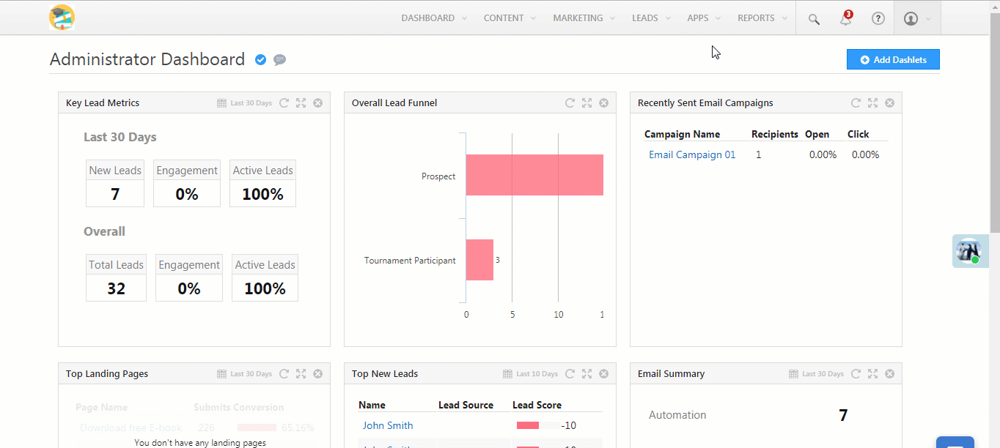 DASHBOARD CONTENT MARKETING LEADS APPS REPORTS 3
Administrator Dashboard
Add Dashlets
Key Lead Metrics Last 30 Days
Last 30 Days
New Leads Engagement Active Leads
7 0% 100%
Overall
Total Leads Engagement Active Leads
32 0% 100%
Overall Lead Funnel
Prospect
Tournament Participant 3
0 5 10 1
Recently Sent Email Campaigns
Campaign Name Recipients Open Click
Email Campaign 01 1 0.00% 0.00%
Top Landing Pages Last 30 Days
Page Name Submits Conversion
Download free E-book 226 65.16%
You don't have any landing pages
Top New Leads Last 10 Days
Name Lead Source Lead Score
John Smith -10
Email Summary Last 30 Days
Automation 7